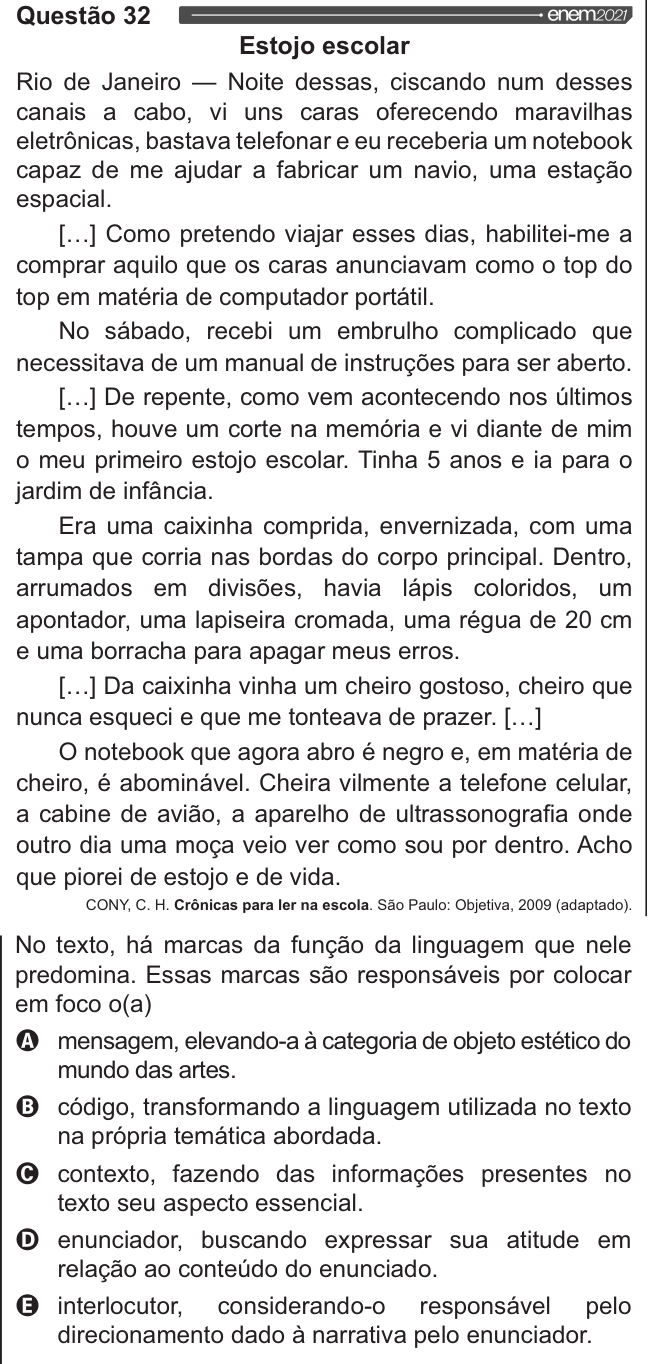 Questão 32
enem2021
Estojo escolar
Rio de Janeiro — Noite dessas, ciscando num desses
canais a cabo, vi uns caras oferecendo maravilhas
eletrônicas, bastava telefonar e eu receberia um notebook
capaz de me ajudar a fabricar um navio, uma estação
espacial.
[…] Como pretendo viajar esses dias, habilitei-me a
comprar aquilo que os caras anunciavam como o top do
top em matéria de computador portátil.
No sábado, recebi um embrulho complicado que
necessitava de um manual de instruções para ser aberto.
[…] De repente, como vem acontecendo nos últimos
tempos, houve um corte na memória e vi diante de mim
o meu primeiro estojo escolar. Tinha 5 anos e ia para o
jardim de infância.
Era uma caixinha comprida, envernizada, com uma
tampa que corria nas bordas do corpo principal. Dentro,
arrumados em divisões, havia lápis coloridos, um
apontador, uma lapiseira cromada, uma régua de 20 cm
e uma borracha para apagar meus erros.
[…] Da caixinha vinha um cheiro gostoso, cheiro que
nunca esqueci e que me tonteava de prazer. […]
O notebook que agora abro é negro e, em matéria de
cheiro, é abominável. Cheira vilmente a telefone celular,
a cabine de avião, a aparelho de ultrassonografia onde
outro dia uma moça veio ver como sou por dentro. Acho
que piorei de estojo e de vida.
CONY, C. H. Crônicas para ler na escola. São Paulo: Objetiva, 2009 (adaptado).
No texto, há marcas da função da linguagem que nele
predomina. Essas marcas são responsáveis por colocar
em foco o(a)
A mensagem, elevando-a à categoria de objeto estético do
mundo das artes.
B código, transformando a linguagem utilizada no texto
na própria temática abordada.
C contexto, fazendo das informações presentes no
texto seu aspecto essencial.
D enunciador, buscando expressar sua atitude em
relação ao conteúdo do enunciado.
E interlocutor, considerando-o responsável pelo
direcionamento dado à narrativa pelo enunciador.